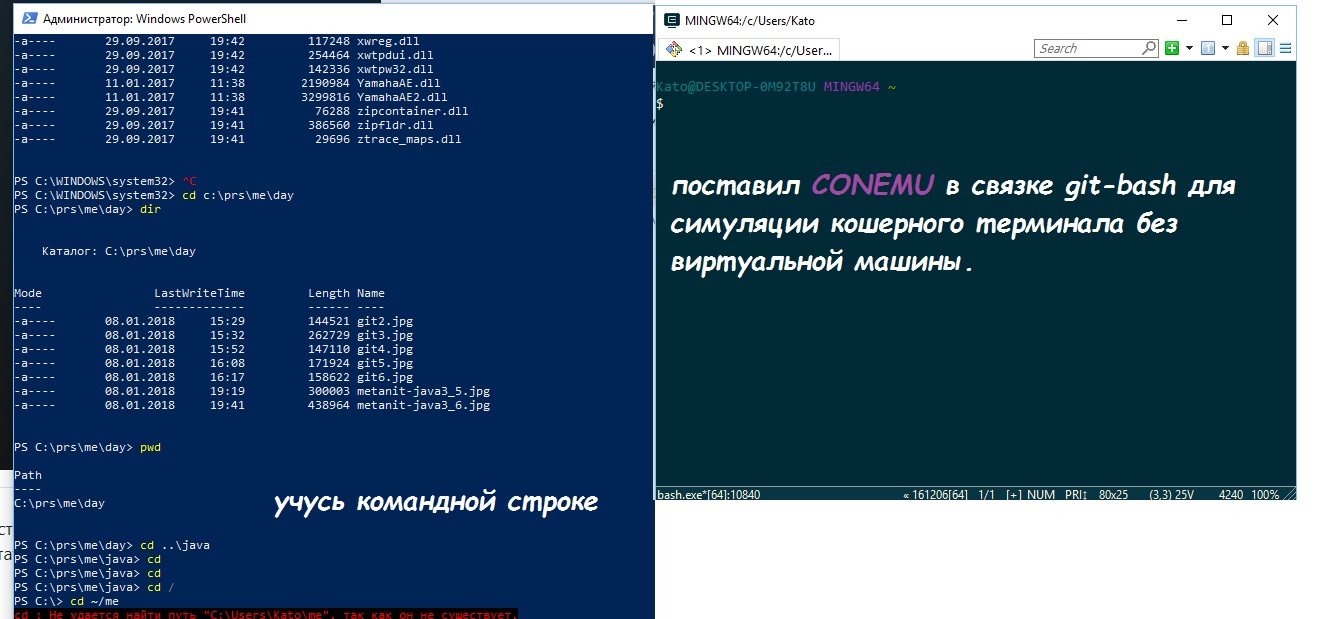 Администратор: Windows PowerShell
-a---- 29.09.2017 19:42 117248 xwreg.dll
-a---- 29.09.2017 19:42 254464 xwtpdui.dll
-a---- 29.09.2017 19:42 142336 xwtpw32.dll
-a---- 11.01.2017 11:38 2190984 YamahaAE.dll
-a---- 11.01.2017 11:38 3299816 YamahaAE2.dll
-a---- 29.09.2017 19:41 76288 zipcontainer.dll
-a---- 29.09.2017 19:41 386560 zipfldr.dll
-a---- 29.09.2017 19:41 29696 ztrace_maps.dll
PS C:\WINDOWS\system32> ^C
PS C:\WINDOWS\system32> cd c:\prs\me\day
PS C:\prs\me\day> dir
Каталог: C:\prs\me\day
Mode LastWriteTime Length Name
---- ------------- ------ ----
-a---- 08.01.2018 15:29 144521 git2.jpg
-a---- 08.01.2018 15:32 262729 git3.jpg
-a---- 08.01.2018 15:52 147110 git4.jpg
-a---- 08.01.2018 16:08 171924 git5.jpg
-a---- 08.01.2018 16:17 158622 git6.jpg
-a---- 08.01.2018 19:19 300003 metanit-java3_5.jpg
-a---- 08.01.2018 19:41 438964 metanit-java3_6.jpg
PS C:\prs\me\day> pwd
Path
----
C:\prs\me\day
учусь командной строке
PS C:\prs\me\day> cd ..\java
PS C:\prs\me\java> cd
PS C:\prs\me\java> cd
PS C:\prs\me\java> cd /
PS C:\> cd ~/me
cd : Не удается найти путь "C:\Users\Kato\me", так как он не существует.
MINGW64:/c/Users/Kato
<1> MINGW64:/c/User...
Search
Kato@DESKTOP-0M92T8U MINGW64 ~
$
поставил CONEMU в связке git-bash для
симуляции кошерного терминала без
виртуальной машины.
bash.exe*[64]:10840 « 161206[64] 1/1 [+] NUM PRI↕ 80x25 (3,3) 25V 4240 100%